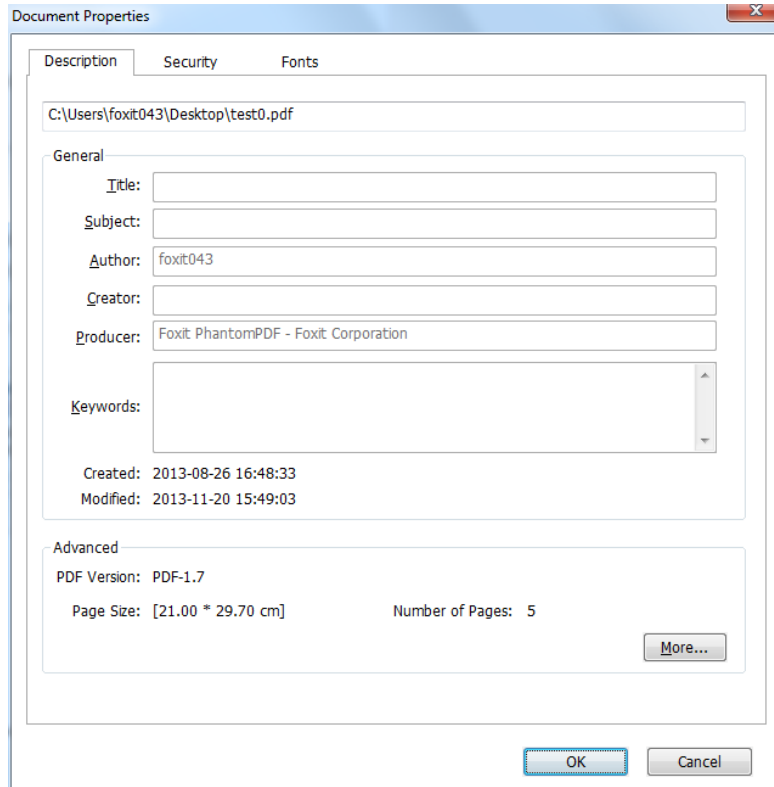 Document Properties
Description Security Fonts
C:\Users\foxit043\Desktop\test0.pdf
General
Title:
Subject:
Author: foxit043
Creator:
Producer: Foxit PhantomPDF - Foxit Corporation
Keywords:
Created: 2013-08-26 16:48:33
Modified: 2013-11-20 15:49:03
Advanced
PDF Version: PDF-1.7
Page Size: [21.00 * 29.70 cm] Number of Pages: 5
More...
OK Cancel